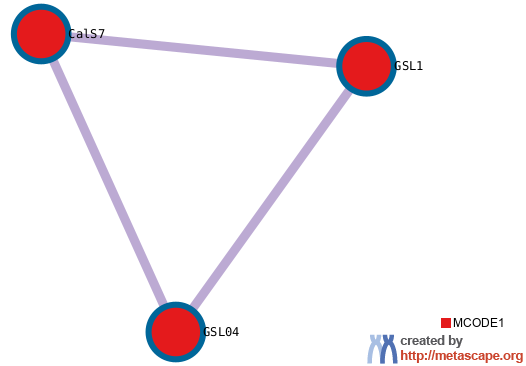 CalS7
GSL1
GSL04
MCODE1
created by
http://metascape.org